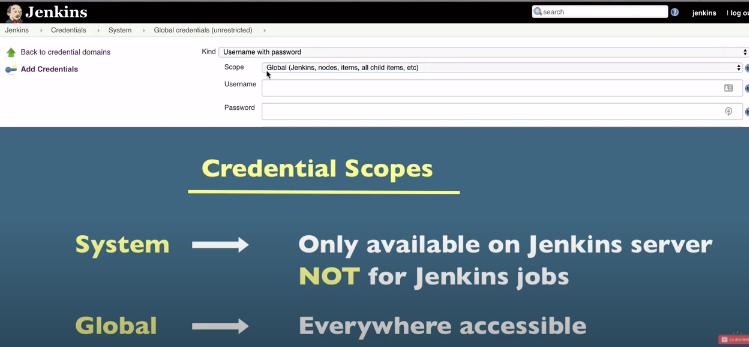 Jenkins
search
jenkins
log o
Jenkins
Credentials
System
Global credentials (unrestricted)
Back to credential domains
Add Credentials
Kind
Username with password
Scope
Global (Jenkins, nodes, items, all child items, etc)
Username
Password
Credential Scopes
System
Only available on Jenkins server
NOT for Jenkins jobs
Global
Everywhere accessible